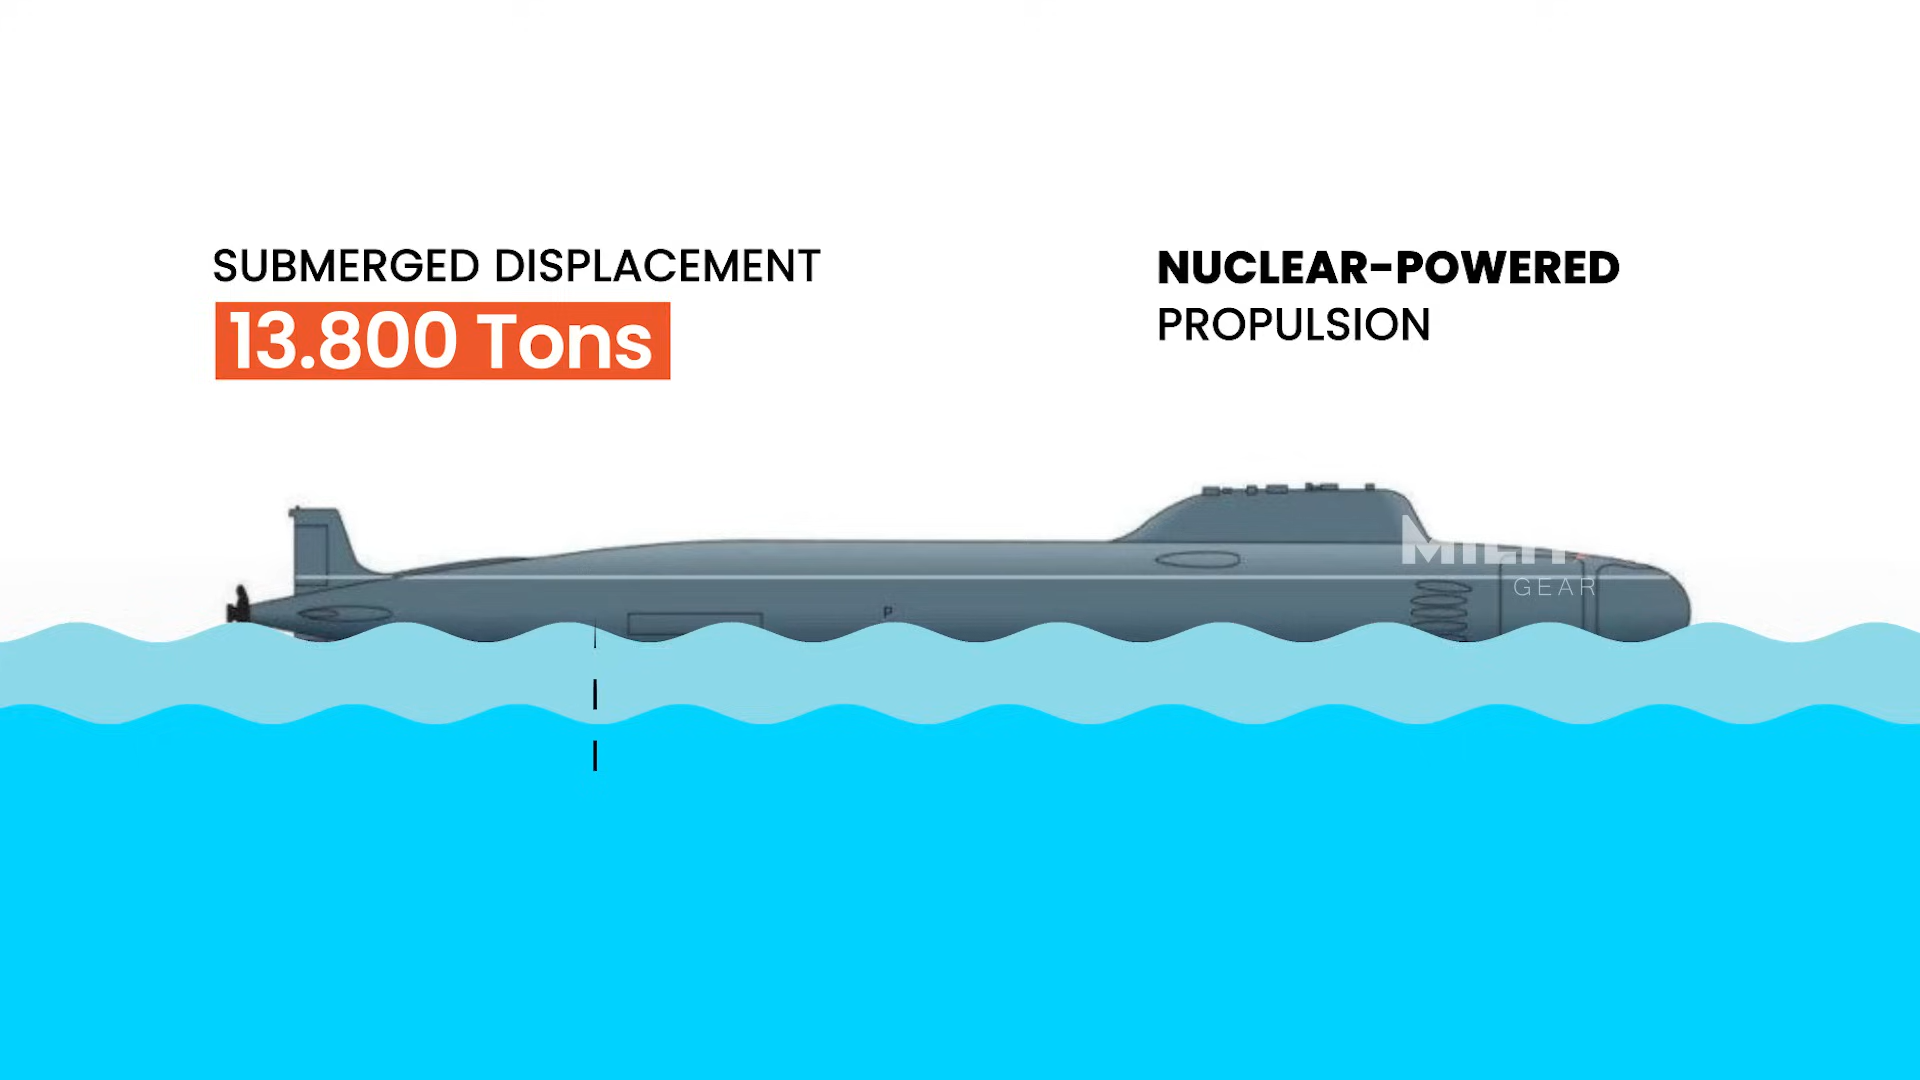 SUBMERGED DISPLACEMENT
13.800 Tons
NUCLEAR-POWERED
PROPULSION
P
GEAR